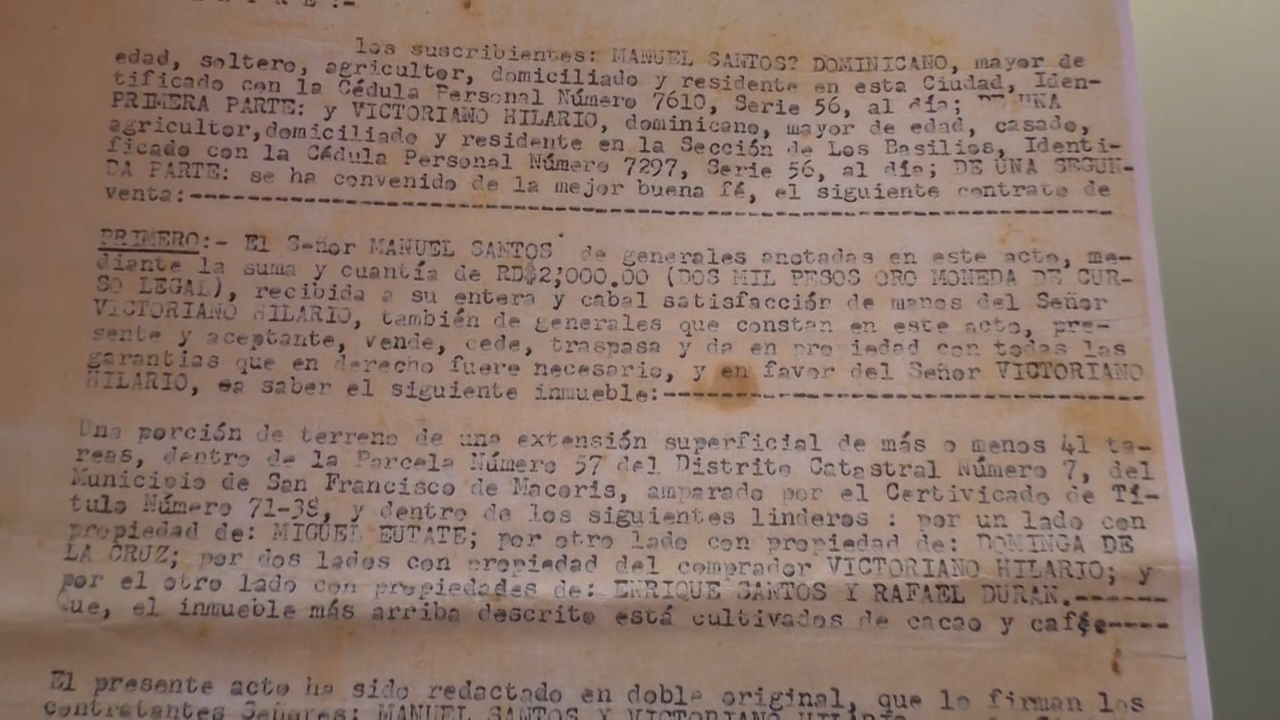 T R E :-
los suscribientes: MANUEL SANTOS? DOMINICANO, mayor de
edad, soltero, agricultor, domiciliado y residente en esta Ciudad, Iden-
tificado con la Cédula Personal Número 7610, Serie 56, al día; DE UNA
PRIMERA PARTE: y VICTORIANO HILARIO, dominicano, mayor de edad, casado,
agricultor,domiciliado y residente en la Sección de Los Basilios, Identi-
ficado con la Cédula Personal Número 7297, Serie 56, al día; DE UNA SEGUN-
DA PARTE: se ha convenido de la mejor buena fé, el siguiente contrato de
venta:-----------------------------------------------------------------
PRIMERO:- El Señor MANUEL SANTOS de generales anotadas en este acto, me-
diante la suma y cuantía de RD$2;000.00 (DOS MIL PESOS ORO MONEDA DE CUR-
SO LEGAL), recibida a su entera y cabal satisfacción de manos del Señor
VICTORIANO HILARIO, también de generales que constan en este acto, pre-
sente y aceptante, vende, cede, traspasa y da en propiedad con todas las
garantias que en derecho fuere necesario, y en favor del Señor VICTORIANO
HILARIO, ea saber el siguiente inmueble:---------------------------------
Una porción de terreno de una extensión superficial de más o menos 41 ta-
reas, dentro de la Parcela Número 57 del Distrito Catastral Número 7, del
Municipio de San Francisco de Macoris, amparado por el Certivicado de Tí-
tulo Número 71-38, y dentro de los siguientes linderos : por un lado con
propiedad de: MIGUEL EUTATE; por otro lado con propiedad de: DOMINGA DE
LA CRUZ; por dos lados con propiedad del comprador VICTORIANO HILARIO; y
por el otro lado con propiedades de: ENRIQUE SANTOS Y RAFAEL DURAN.------
Que, el inmueble más arriba descrito está cultivados de cacao y cafée----
El presente acto ha sido redactado en doble original, que lo firman los
contratantes Señores: MANUEL SANTOS Y VICTORIANO HILARIO